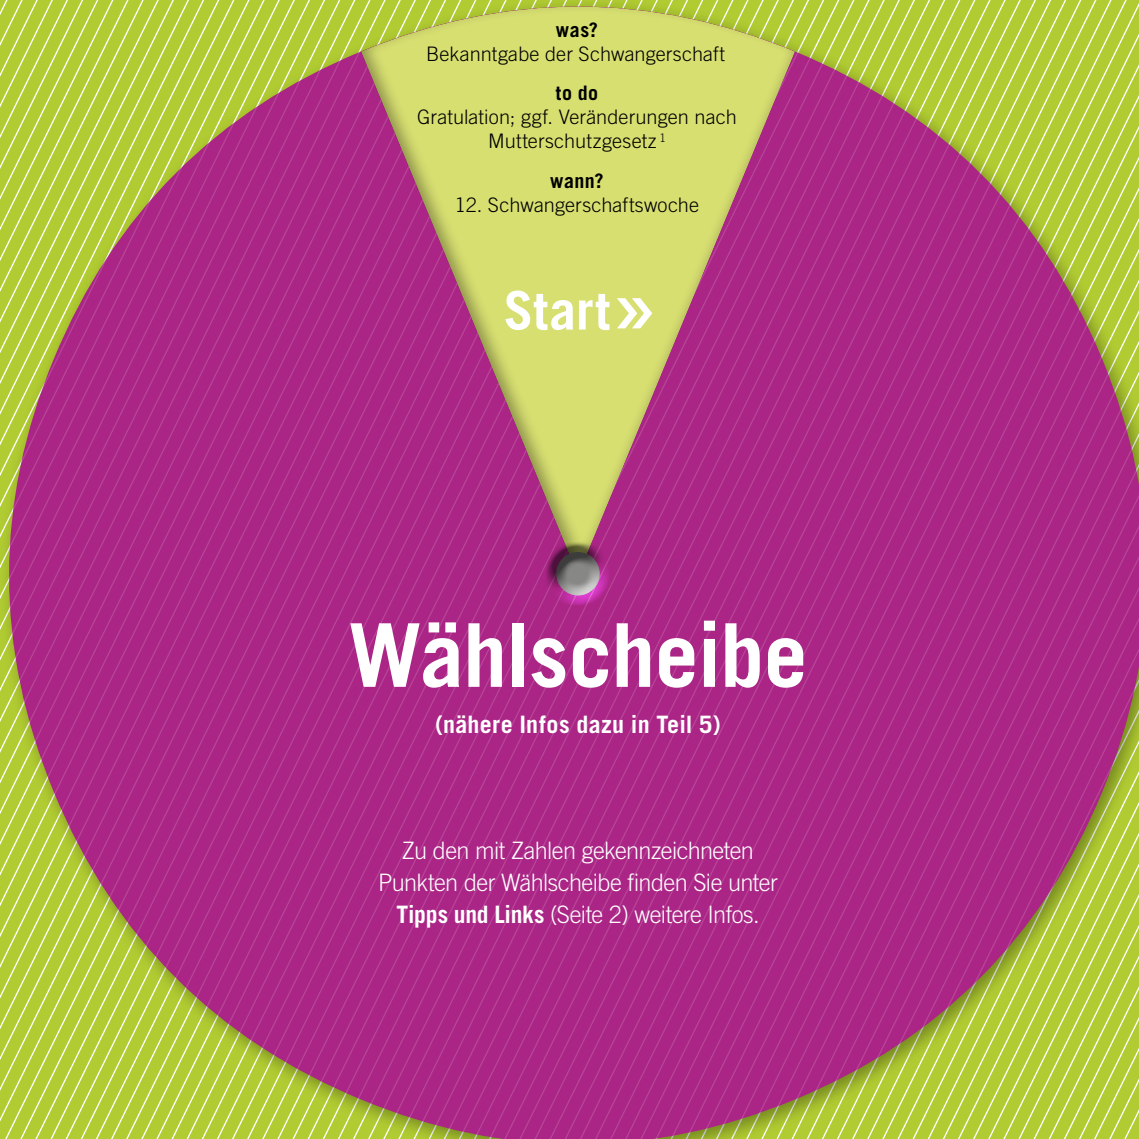 was?
Bekanntgabe der Schwangerschaft
to do
Gratulation; ggf. Veränderungen nach
Mutterschutzgesetz ¹
wann?
12. Schwangerschaftswoche
Start»
Wählscheibe
(nähere Infos dazu in Teil 5)
Zu den mit Zahlen gekennzeichneten
Punkten der Wählscheibe finden Sie unter
Tipps und Links (Seite 2) weitere Infos.